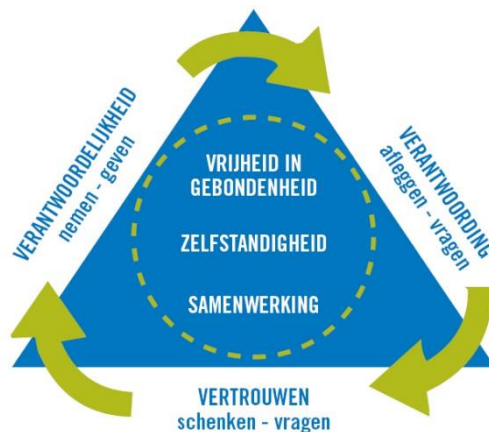 VERANTWOORDELIJKHEID
nemen - geven
VRIJHEID IN
GEBONDENHEID
ZELFSTANDIGHEID
SAMENWERKING
VERANTWOORDING
afleggen - vragen
VERTROUWEN
schenken - vragen